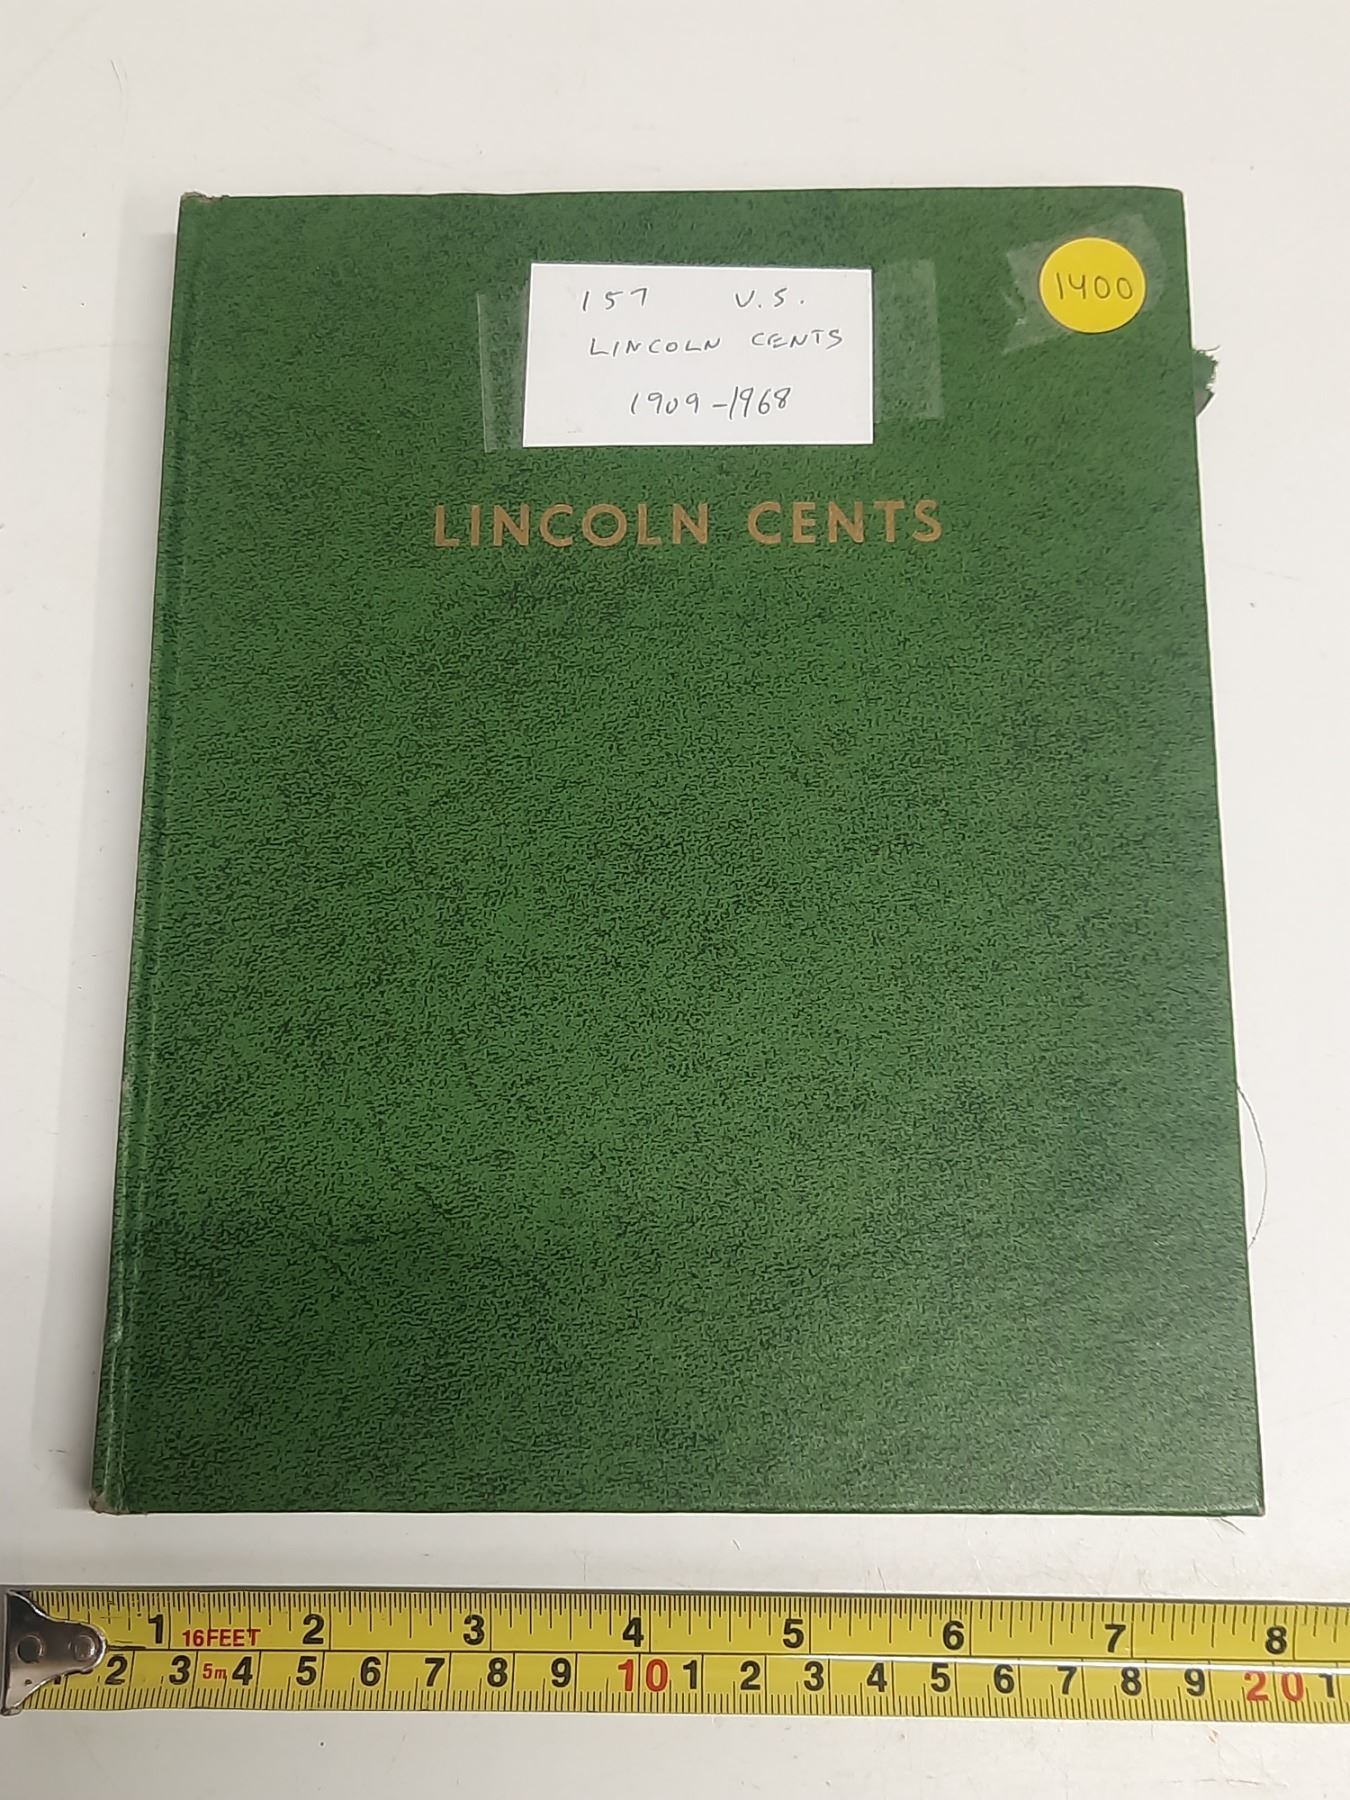 157 U.S.
LINCOLN CENTS
1909-1968
1400
LINCOLN CENTS
1 16FEET 2 3 4 5 6 7 8
1 2 3 5m 4 5 6 7 8 9 10 1 2 3 4 5 6 7 8 9 20 1